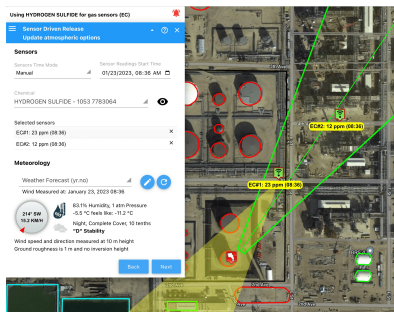 Using HYDROGEN SULFIDE for gas sensors (EC)
Sensor Driven Release
Update atmospheric options
Sensors
Sensors Time Mode
Sensor Readings Start Time
Manual
01/23/2023, 08:36 AM
Chemical
HYDROGEN SULFIDE - 1053 7783064
Selected sensors
EC#1: 23 ppm (08:36)
EC#2: 12 ppm (08:36)
Meteorology
Weather Forecast (yr.no)
Wind Measured at: January 23, 2023 08:36
214° SW
15.3 KM/H
83.1% Humidity, 1 atm Pressure
-5.5 °C feels like: -11.2 °C
Night, Complete Cover, 10 tenths
"D" Stability
Wind speed and direction measured at 10 m height
Ground roughness is 1 m and no inversion height
Back
Next
EC#2: 12 ppm (08:36)
EC#1: 23 ppm (08:36)